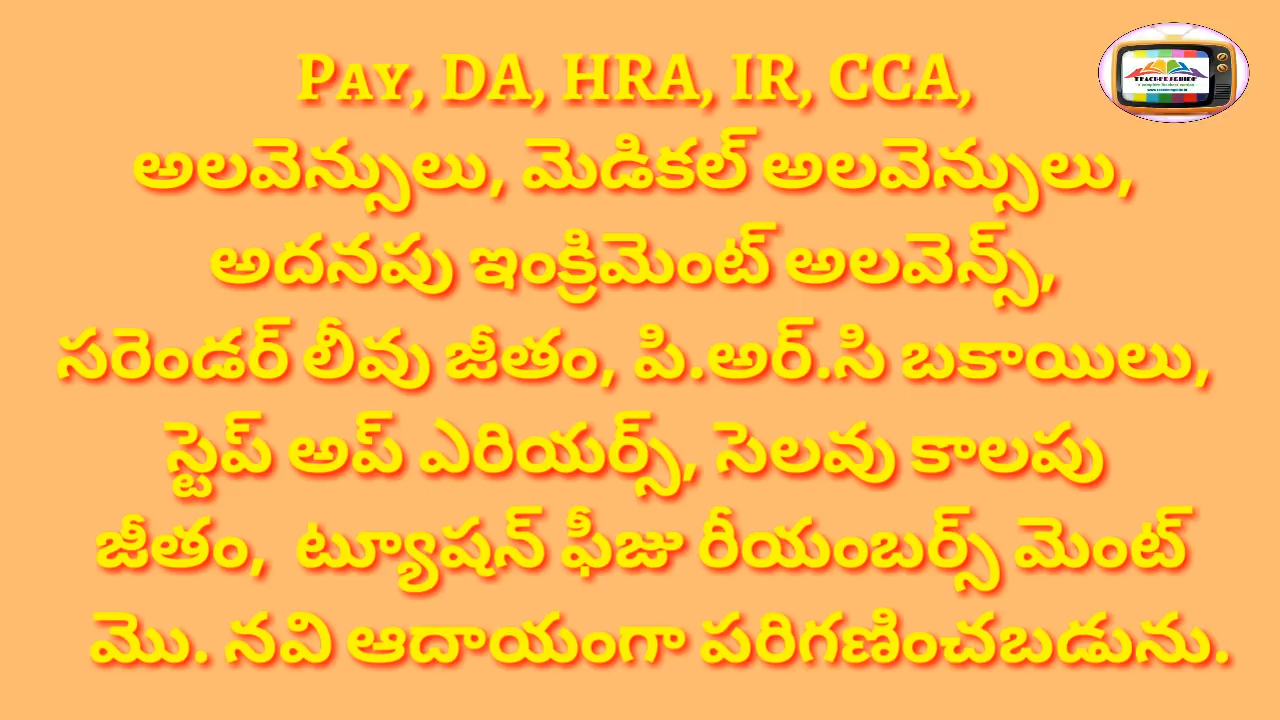 PAY, DA, HRA, IR, CCA,
అలవెన్సులు, మెడికల్ అలవెన్సులు,
అదనపు ఇంక్రిమెంట్ అలవెన్స్,
సరెండర్ లీవు జీతం, పి.అర్.సి బకాయిలు,
స్టెప్ అప్ ఎరియర్స్, సెలవు కాలపు
జీతం, ట్యూషన్ ఫీజు రీయంబర్స్ మెంట్
మొ. నవి ఆదాయంగా పరిగణించబడును.